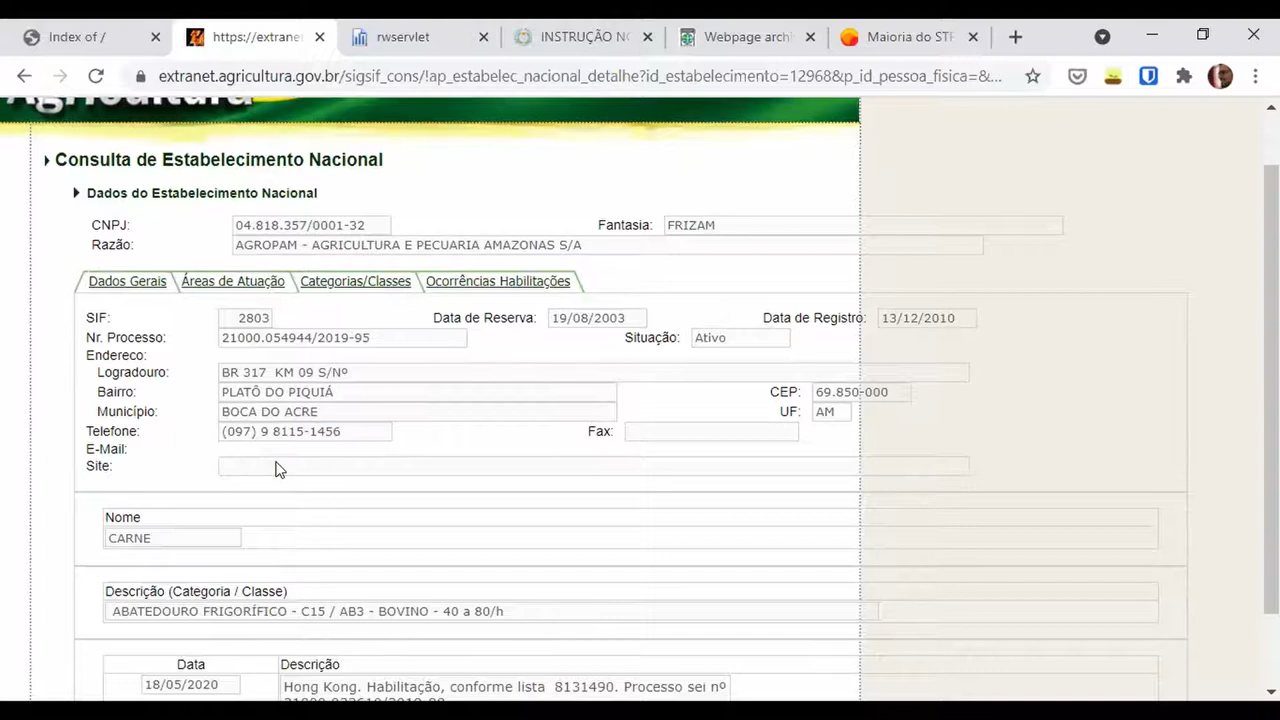 Index of /
https://extrane
rwservlet
INSTRUÇÃO N
Webpage archi
Maioria do STF
extranet.agricultura.gov.br/sigsif_cons/!ap_estabelec_nacional_detalhe?id_estabelecimento=12968&p_id_pessoa_fisica=&...
Agricultura
Consulta de Estabelecimento Nacional
Dados do Estabelecimento Nacional
CNPJ: 04.818.357/0001-32 Fantasia: FRIZAM
Razão: AGROPAM - AGRICULTURA E PECUARIA AMAZONAS S/A
Dados Gerais Áreas de Atuação Categorias/Classes Ocorrências Habilitações
SIF: 2803 Data de Reserva: 19/08/2003 Data de Registro: 13/12/2010
Nr. Processo: 21000.054944/2019-95 Situação: Ativo
Endereco:
Logradouro: BR 317 KM 09 S/Nº
Bairro: PLATÔ DO PIQUIÁ CEP: 69.850-000
Município: BOCA DO ACRE UF: AM
Telefone: (097) 9 8115-1456 Fax:
E-Mail:
Site:
Nome
CARNE
Descrição (Categoria / Classe)
ABATEDOURO FRIGORÍFICO - C15 / AB3 - BOVINO - 40 a 80/h
Data Descrição
18/05/2020 Hong Kong. Habilitação, conforme lista 8131490. Processo sei nº